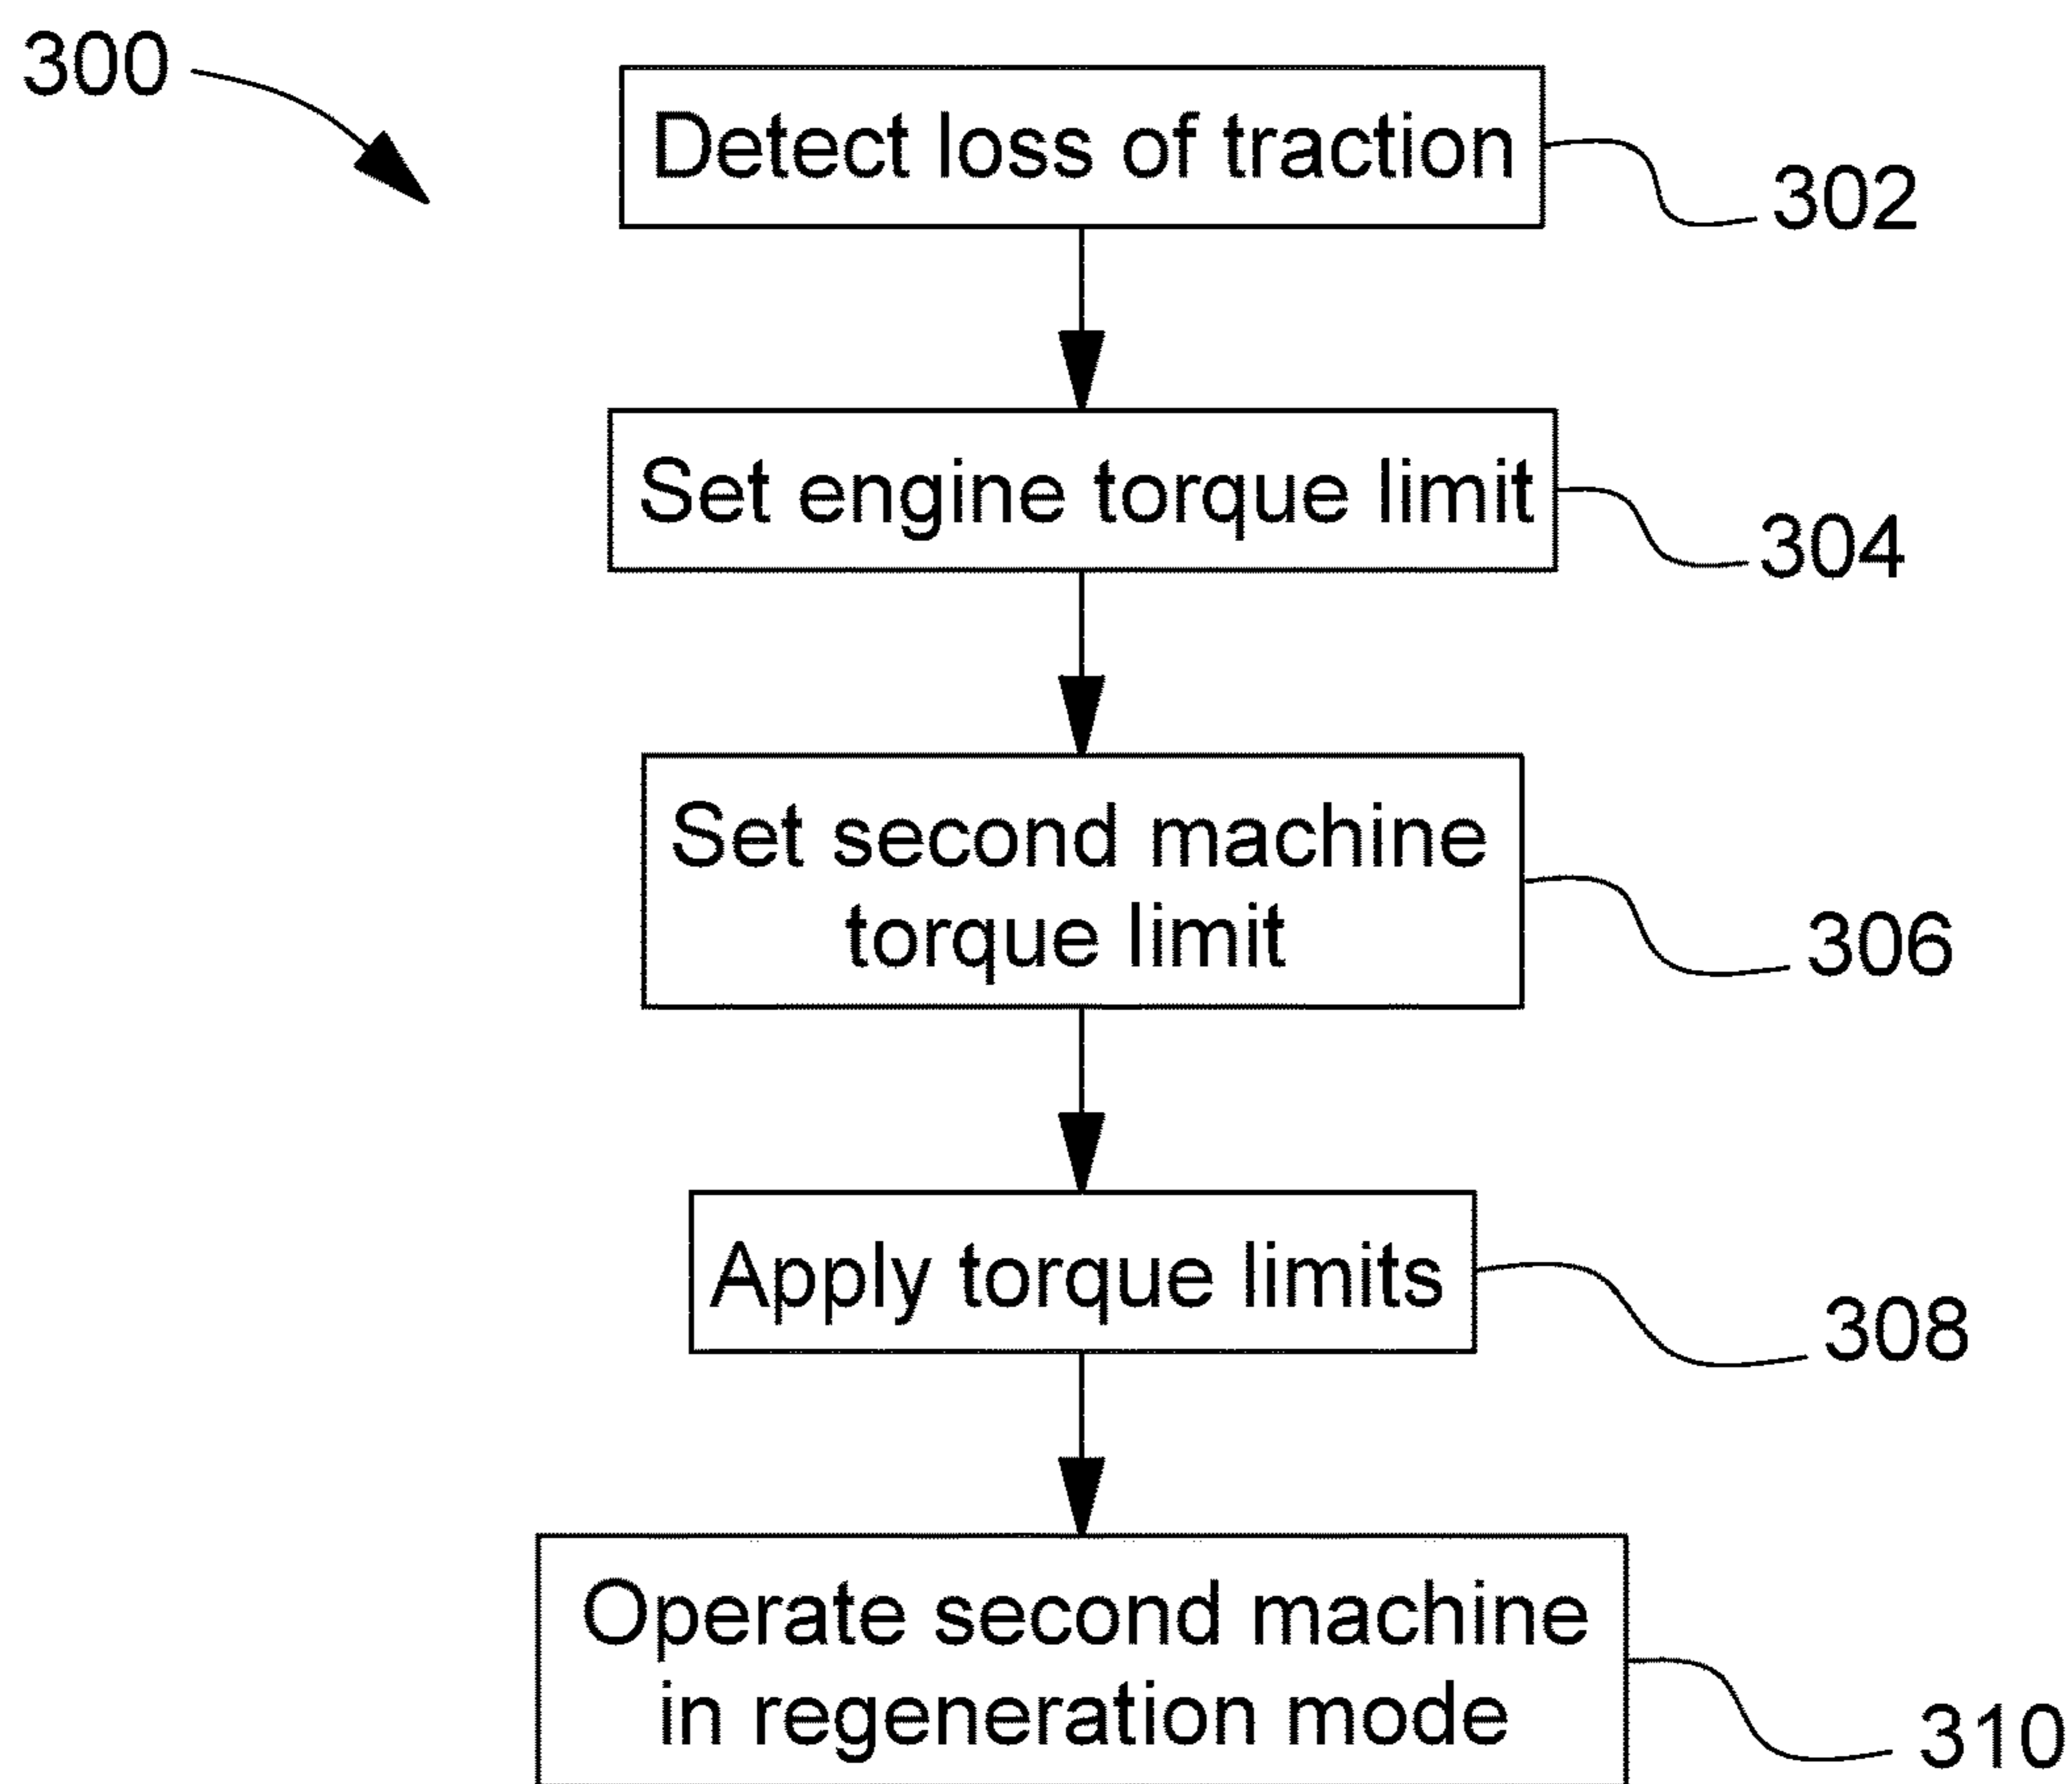 300
Detect loss of traction
302
Set engine torque limit
304
Set second machine
torque limit
306
Apply torque limits
308
Operate second machine
in regeneration mode
310